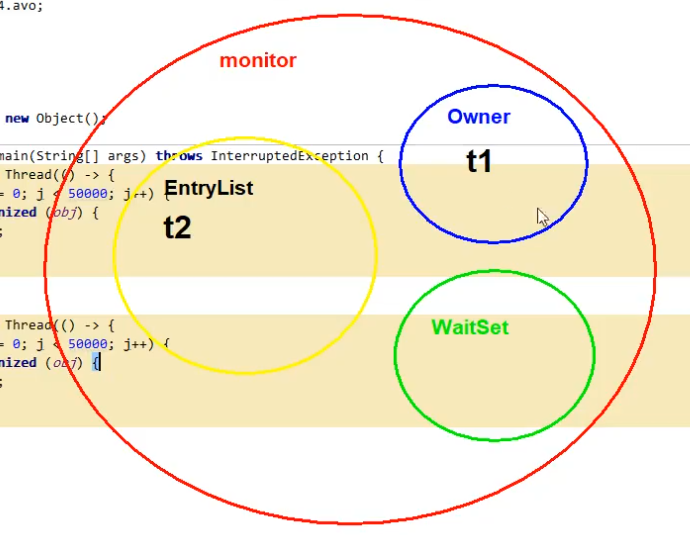 4.avo;
monitor
new Object();
Owner
main(String[] args) throws InterruptedException {
t1
Thread(() -> {
= 0; j < 50000; j++) {
EntryList
nized (obj) {
t2
;
Thread(() -> {
WaitSet
= 0; j < 50000; j++) {
nized (obj) {
;